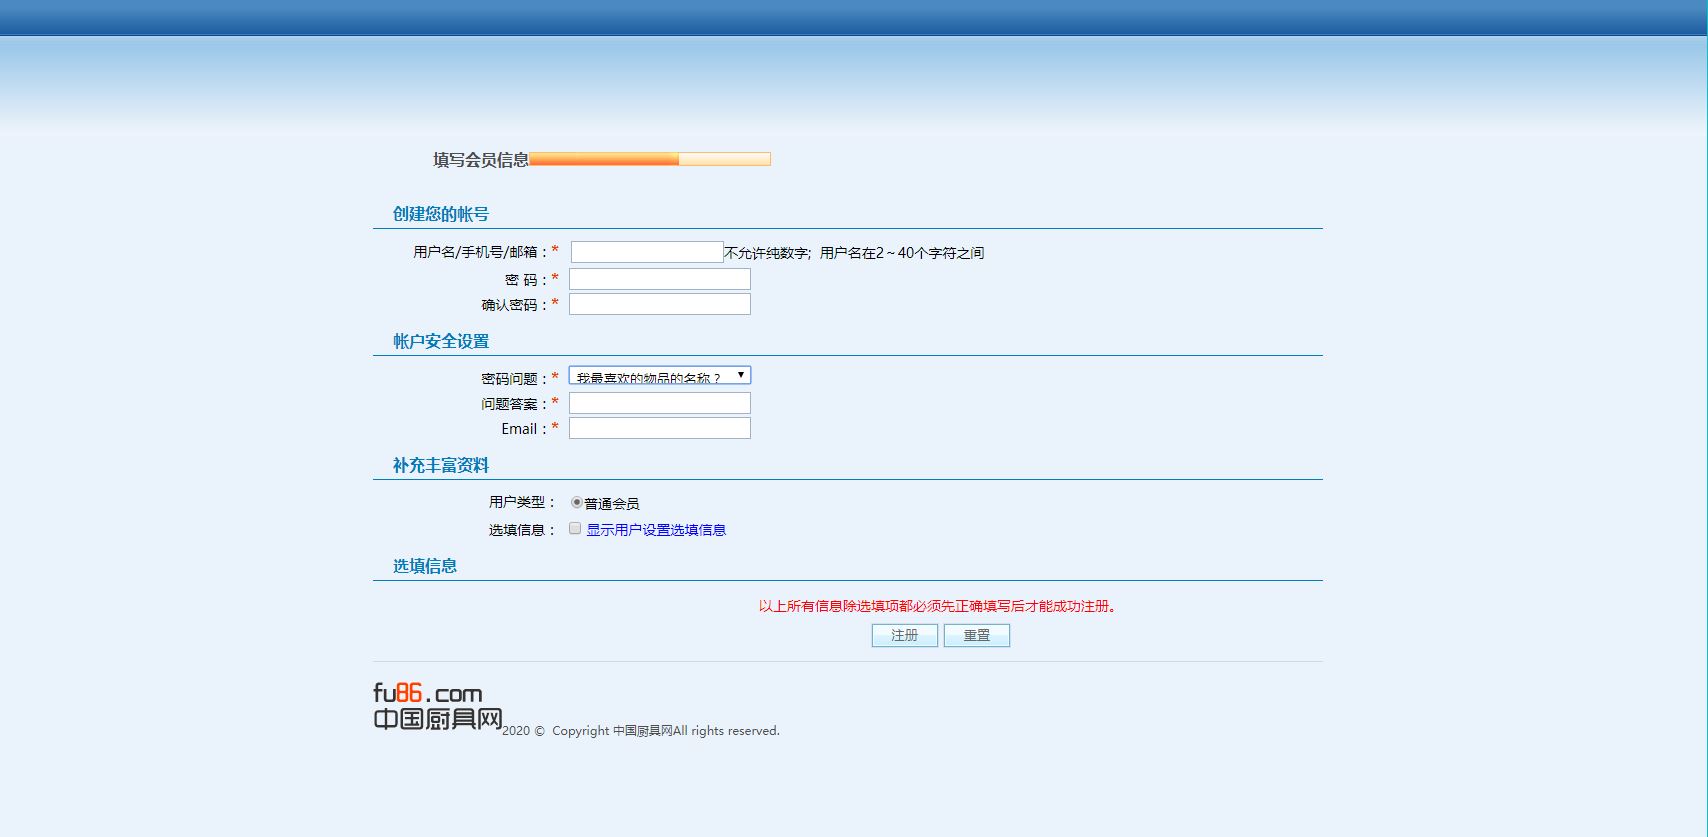 填写会员信息
创建您的帐号
用户名/手机号/邮箱：* 不允许纯数字; 用户名在2～40个字符之间
密 码：*
确认密码：*
帐户安全设置
密码问题：* 我最喜欢的物品的名称？
问题答案：*
Email：*
补充丰富资料
用户类型： 普通会员
选填信息： 显示用户设置选填信息
选填信息
以上所有信息除选填项都必须先正确填写后才能成功注册。
注册 重置
fu86.com
中国厨具网2020 © Copyright 中国厨具网All rights reserved.